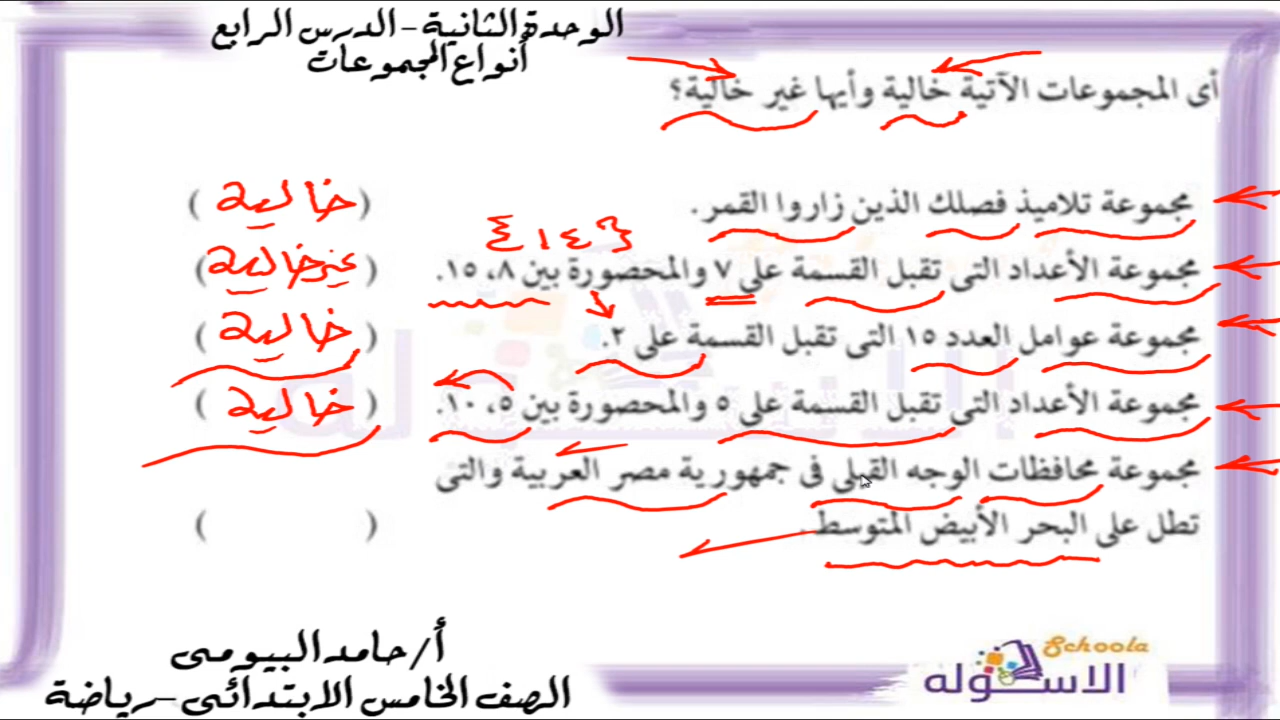 الوحدة الثانية - الدرس الرابع
أنواع المجموعات
أى المجموعات الآتية خالية وأيها غير خالية؟
مجموعة تلاميذ فصلك الذين زاروا القمر. ( خالية )
{١٤}
مجموعة الأعداد التى تقبل القسمة على ٧ والمحصورة بين ٨، ١٥. ( غير خالية )
مجموعة عوامل العدد ١٥ التى تقبل القسمة على ٢. ( خالية )
مجموعة الأعداد التى تقبل القسمة على ٥ والمحصورة بين ٥، ١٠. ( خالية )
مجموعة محافظات الوجه القبلى فى جمهورية مصر العربية والتى
تطل على البحر الأبيض المتوسط. ( )
أ/حامد البيومى
الصف الخامس الابتدائى - رياضة
Schoola
الاسكوله